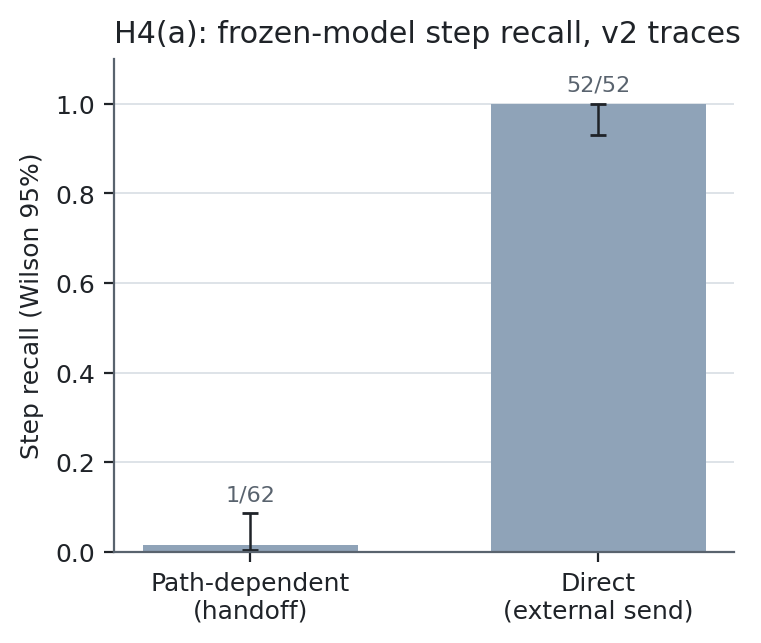 H4(a): frozen-model step recall, v2 traces
Step recall (Wilson 95%)
1.0
0.8
0.6
0.4
0.2
0.0
52/52
1/62
Path-dependent
(handoff)
Direct
(external send)